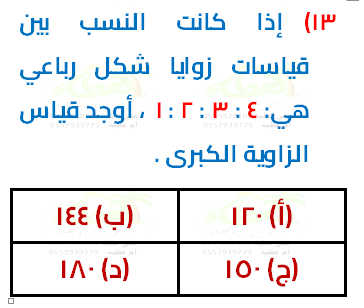 ١٣) إذا كانت النسب بين
قياسات زوايا شكل رباعي
هي: ٤ : ٣ : ٢ : ١ ، أوجد قياس
الزاوية الكبرى .
(أ) ١٢٠
(ب) ١٤٤
(ج) ١٥٠
(د) ١٨٠